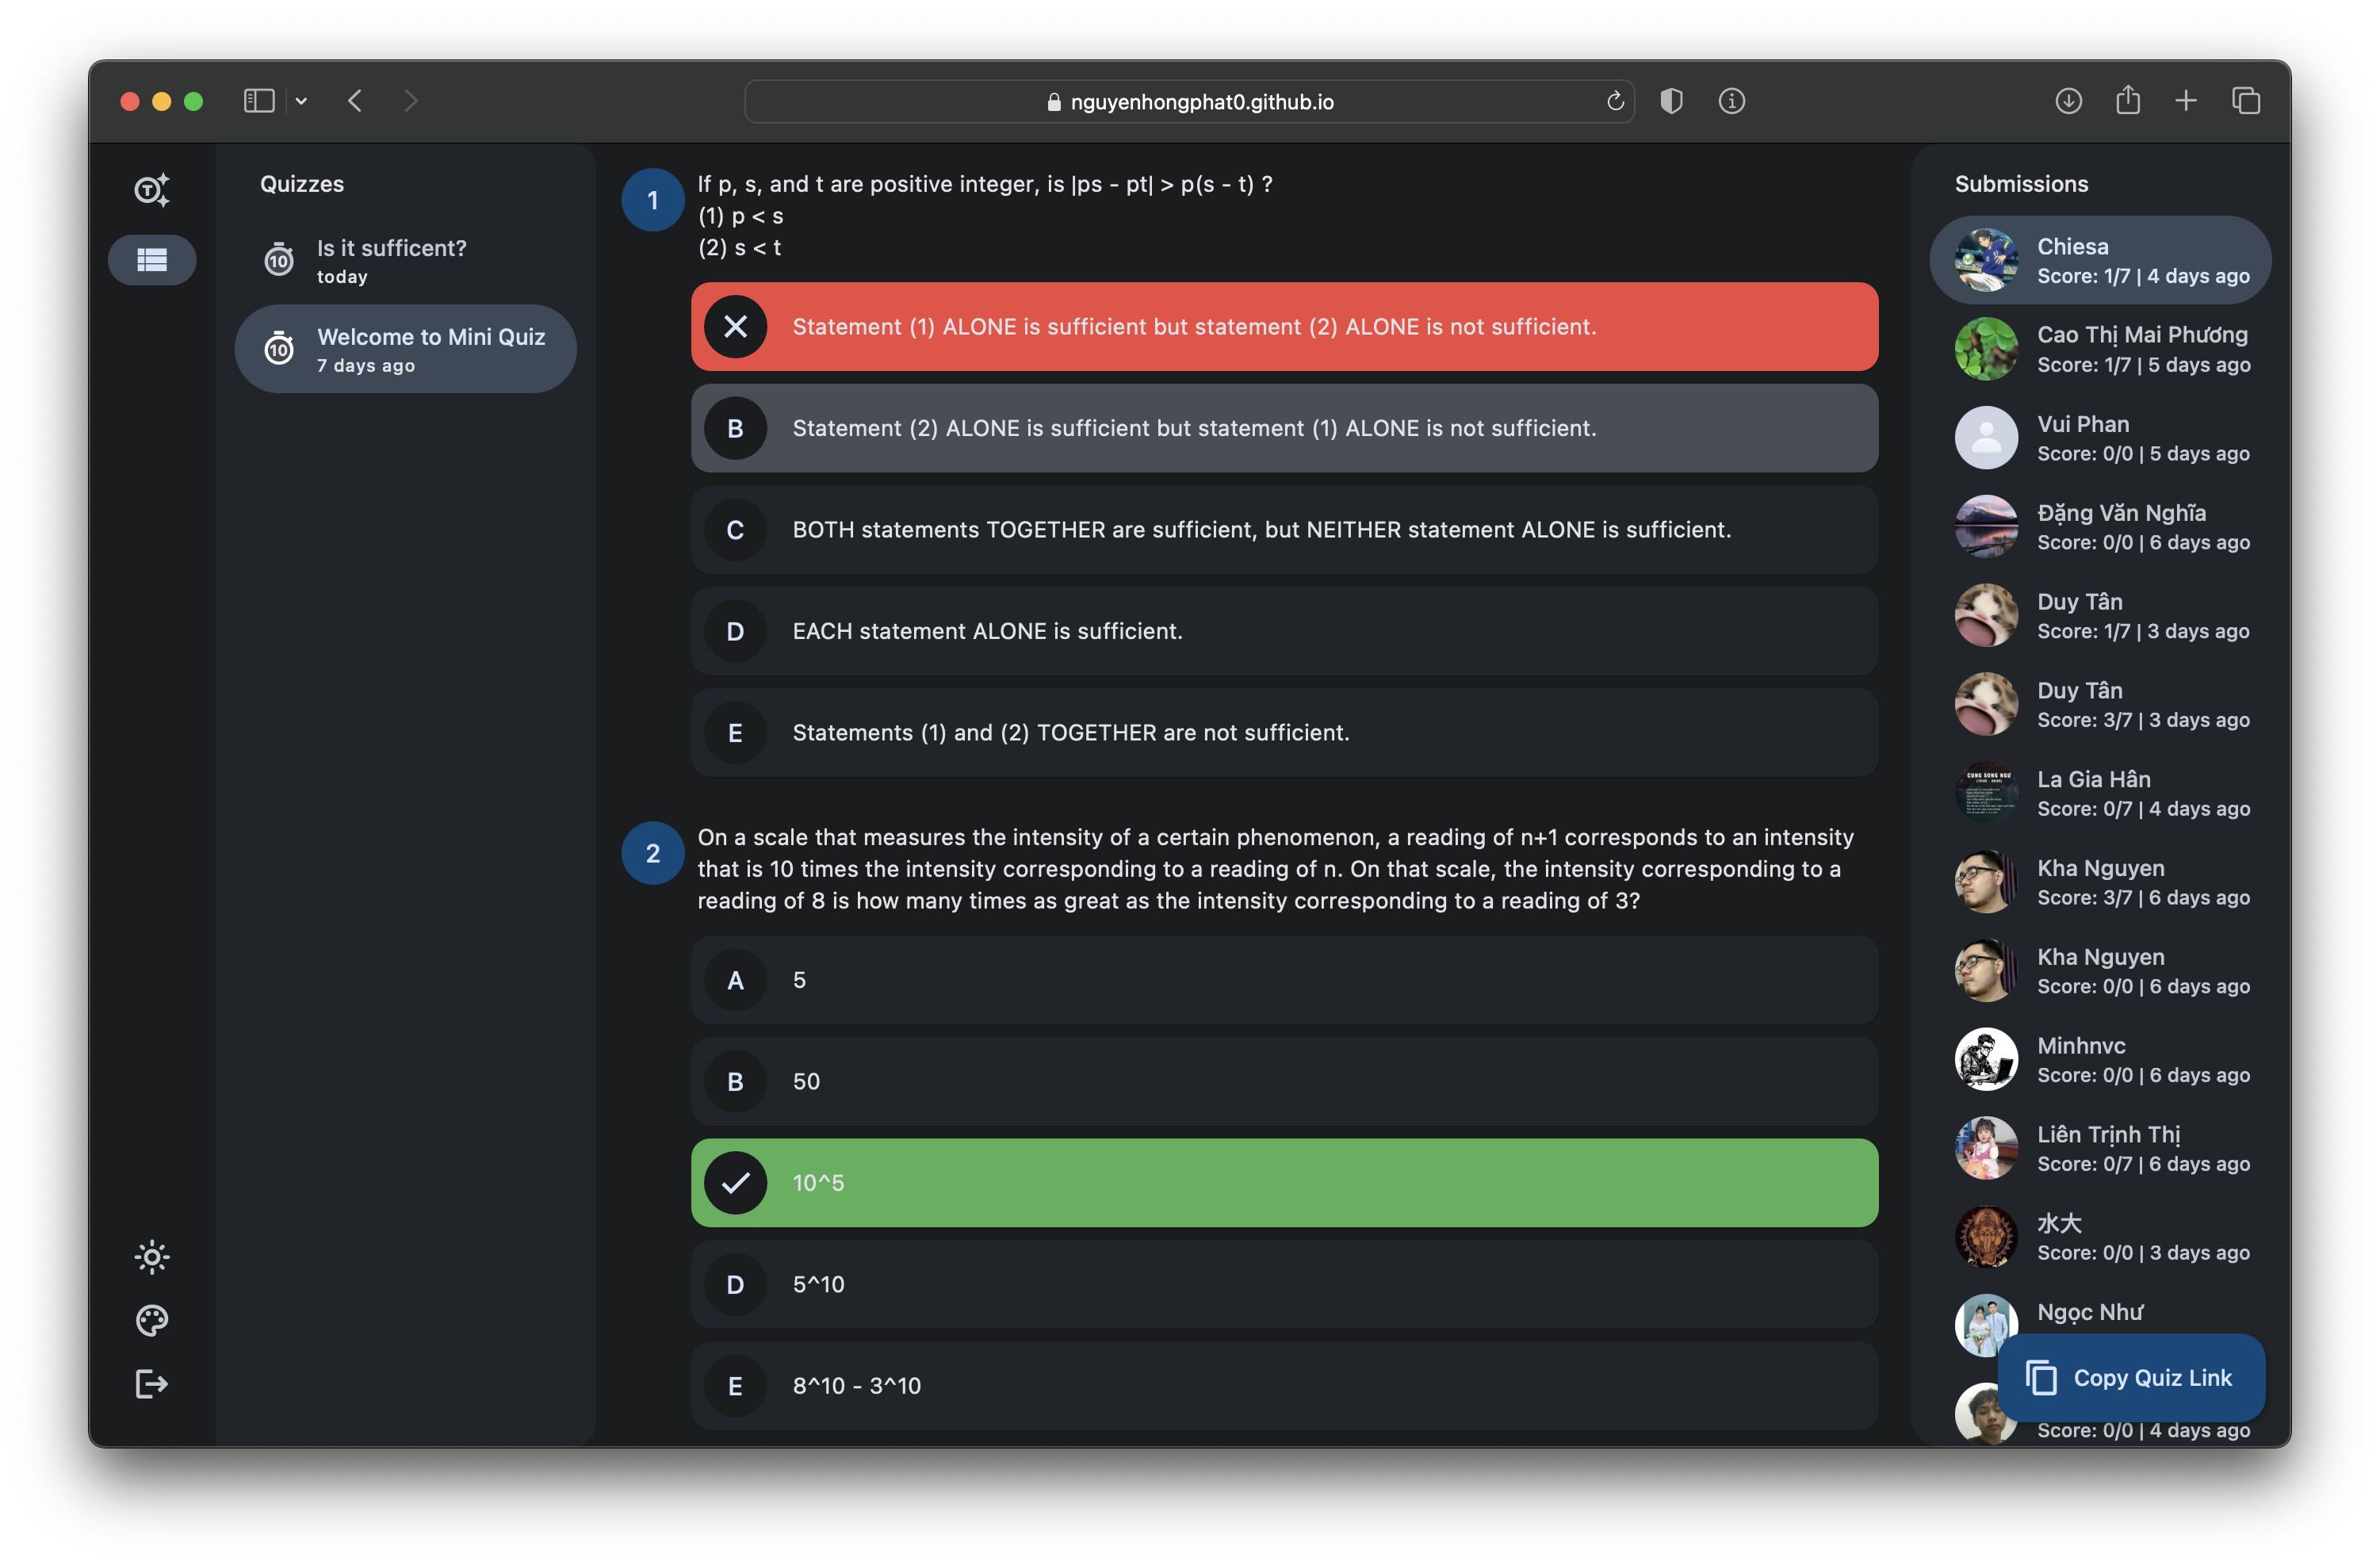 nguyenhongphat0.github.io
Quizzes
10
Is it sufficent?
today
10
Welcome to Mini Quiz
7 days ago
1
If p, s, and t are positive integer, is |ps - pt| > p(s - t) ?
(1) p < s
(2) s < t
Statement (1) ALONE is sufficient but statement (2) ALONE is not sufficient.
B
Statement (2) ALONE is sufficient but statement (1) ALONE is not sufficient.
C
BOTH statements TOGETHER are sufficient, but NEITHER statement ALONE is sufficient.
D
EACH statement ALONE is sufficient.
E
Statements (1) and (2) TOGETHER are not sufficient.
2
On a scale that measures the intensity of a certain phenomenon, a reading of n+1 corresponds to an intensity
that is 10 times the intensity corresponding to a reading of n. On that scale, the intensity corresponding to a
reading of 8 is how many times as great as the intensity corresponding to a reading of 3?
A
5
B
50
10^5
D
5^10
E
8^10 - 3^10
Submissions
Chiesa
Score: 1/7 | 4 days ago
Cao Thị Mai Phương
Score: 1/7 | 5 days ago
Vui Phan
Score: 0/0 | 5 days ago
Đặng Văn Nghĩa
Score: 0/0 | 6 days ago
Duy Tân
Score: 1/7 | 3 days ago
Duy Tân
Score: 3/7 | 3 days ago
CUNG SONG NGƯ
La Gia Hân
Score: 0/7 | 4 days ago
Kha Nguyen
Score: 3/7 | 6 days ago
Kha Nguyen
Score: 0/0 | 6 days ago
Minhnvc
Score: 0/0 | 6 days ago
Liên Trịnh Thị
Score: 0/7 | 6 days ago
水大
Score: 0/0 | 3 days ago
Ngọc Như
Copy Quiz Link
Score: 0/0 | 4 days ago